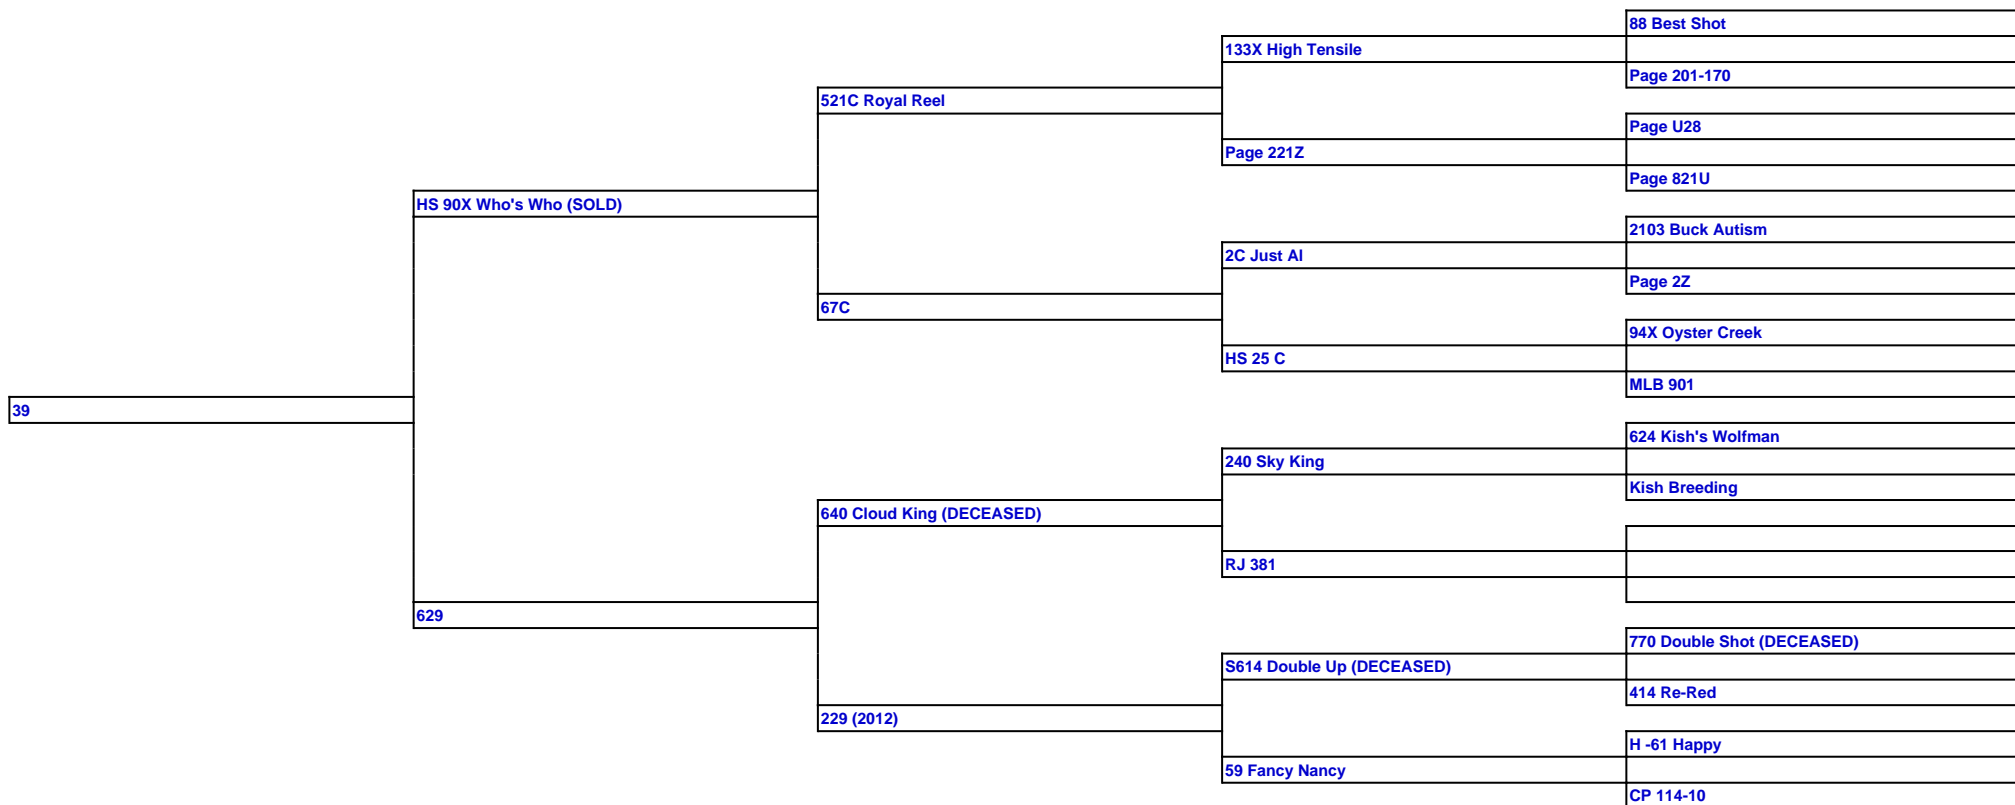 88 Best Shot
133X High Tensile
Page 201-170
521C Royal Reel
Page U28
Page 221Z
Page 821U
HS 90X Who's Who (SOLD)
2103 Buck Autism
2C Just AI
Page 2Z
67C
94X Oyster Creek
HS 25 C
MLB 901
39
624 Kish's Wolfman
240 Sky King
Kish Breeding
640 Cloud King (DECEASED)
RJ 381
629
770 Double Shot (DECEASED)
S614 Double Up (DECEASED)
414 Re-Red
229 (2012)
H -61 Happy
59 Fancy Nancy
CP 114-10